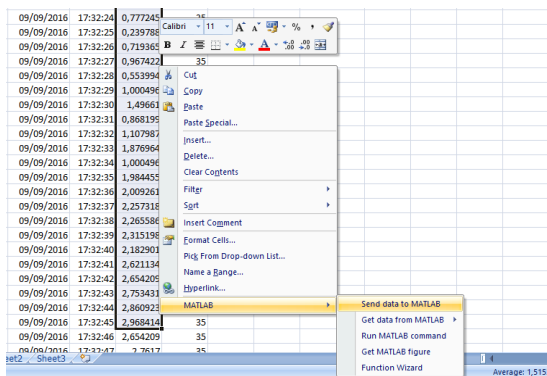 09/09/2016 17:32:24 0,777245 35
Calibri 11 A A % ,
09/09/2016 17:32:25 0,239788
09/09/2016 17:32:26 0,719365
B I A ,00 ,00
09/09/2016 17:32:27 0,967422 35
09/09/2016 17:32:28 0,553994
09/09/2016 17:32:29 1,000496
09/09/2016 17:32:30 1,49661
09/09/2016 17:32:31 0,868199
09/09/2016 17:32:32 1,107987
09/09/2016 17:32:33 1,876964
09/09/2016 17:32:34 1,000496
09/09/2016 17:32:35 1,984455
09/09/2016 17:32:36 2,009261
09/09/2016 17:32:37 2,257318
09/09/2016 17:32:38 2,265586
09/09/2016 17:32:39 2,315198
09/09/2016 17:32:40 2,182901
09/09/2016 17:32:41 2,621134
09/09/2016 17:32:42 2,654209
09/09/2016 17:32:43 2,753431
09/09/2016 17:32:44 2,860923
09/09/2016 17:32:45 2,968414 35
09/09/2016 17:32:46 2,654209 35
09/09/2016 17:32:47 2,7617 35
Cut
Copy
Paste
Paste Special...
Insert...
Delete...
Clear Contents
Filter
Sort
Insert Comment
Format Cells...
Pick From Drop-down List...
Name a Range...
Hyperlink...
MATLAB
Send data to MATLAB
Get data from MATLAB
Run MATLAB command
Get MATLAB figure
Function Wizard
eet2 Sheet3
Average: 1,515